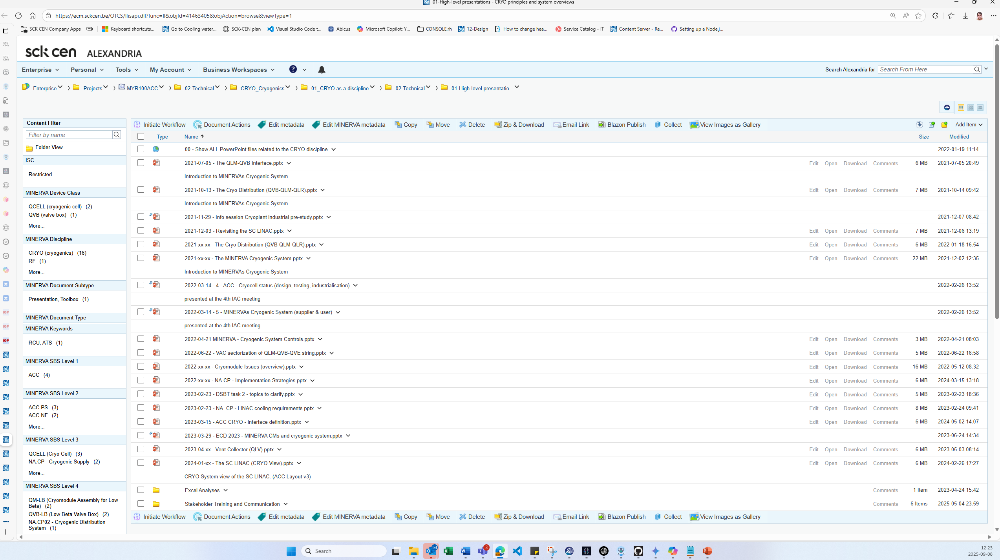 01-High-level presentations - CRYO principles and system overviews
https://ecm.sckcen.be/OTCS/llisapi.dll?func=ll&objId=41463405&objAction=browse&viewType=1
SCK CEN Company Apps Keyboard shortcuts... Go to Cooling water... SCK•CEN plan Visual Studio Code t... Abicus Microsoft Copilot: Y... CONSOLE.rh 12-Design How to change hea... Service Catalog - IT Content Server - Re... Setting up a Node.j...
sck cen ALEXANDRIA
Enterprise Personal Tools My Account Business Workspaces ? Search Alexandria for Search From Here
Enterprise > Projects > MYR100ACC > 02-Technical > CRYO_Cryogenics > 01_CRYO as a discipline > 02-Technical > 01-High-level presentatio...
Content Filter
Filter by name
Folder View
ISC
Restricted
MINERVA Device Class
QCELL (cryogenic cell) (2)
QVB (valve box) (1)
More...
MINERVA Discipline
CRYO (cryogenics) (16)
RF (1)
More...
MINERVA Document Subtype
Presentation, Toolbox (1)
MINERVA Document Type
MINERVA Keywords
RCU, ATS (1)
MINERVA SBS Level 1
ACC (4)
MINERVA SBS Level 2
ACC PS (3)
ACC NF (2)
More...
MINERVA SBS Level 3
QCELL (Cryo Cell) (3)
NA.CP - Cryogenic Supply (2)
More...
MINERVA SBS Level 4
QM-LB (Cryomodule Assembly for Low
Beta) (2)
QVB-LB (Low Beta Valve Box) (2)
NA.CP02 - Cryogenic Distribution
System (1)
Initiate Workflow Document Actions Edit metadata Edit MINERVA metadata Copy Move Delete Zip & Download Email Link Blazon Publish Collect View Images as Gallery Add Item
Type Name Size Modified
00 - Show ALL PowerPoint files related to the CRYO discipline 2022-01-19 11:14
2021-07-05 - The QLM-QVB Interface.pptx Edit Open Download Comments 6 MB 2021-07-05 20:49
Introduction to MINERVAs Cryogenic System
2021-10-13 - The Cryo Distribution (QVB-QLM-QLR).pptx Edit Open Download Comments 7 MB 2021-10-14 09:42
Introduction to MINERVAs Cryogenic System
2021-11-29 - Info session Cryoplant industrial pre-study.pptx 2021-12-07 08:42
2021-12-03 - Revisiting the SC LINAC.pptx Edit Open Download Comments 7 MB 2021-12-06 13:19
2021-xx-xx - The Cryo Distribution (QVB-QLM-QLR).pptx Edit Open Download Comments 6 MB 2022-01-18 16:54
2021-xx-xx - The MINERVA Cryogenic System.pptx Edit Open Download Comments 22 MB 2021-12-02 12:35
Introduction to MINERVAs Cryogenic System
2022-03-14 - 4 - ACC - Cryocell status (design, testing, industrialisation) 2022-02-26 13:52
presented at the 4th IAC meeting
2022-03-14 - 5 - MINERVAs Cryogenic System (supplier & user) 2022-02-26 13:52
presented at the 4th IAC meeting
2022-04-21 MINERVA - Cryogenic System Controls.pptx Edit Open Download Comments 3 MB 2022-04-21 08:03
2022-06-22 - VAC sectorization of QLM-QVB-QVE string.pptx Edit Open Download Comments 5 MB 2022-06-22 16:58
2022-xx-xx - Cryomodule Issues (overview).pptx Edit Open Download Comments 16 MB 2022-05-12 08:32
2022-xx-xx - NA.CP - Implementation Strategies.pptx Edit Open Download Comments 6 MB 2024-03-15 13:18
2023-02-23 - DSBT task 2 - topics to clarify.pptx Edit Open Download Comments 5 MB 2023-02-23 18:36
2023-02-23 - NA_CP - LINAC cooling requirements.pptx Edit Open Download Comments 8 MB 2023-02-24 09:41
2023-03-15 - ACC CRYO - Interface definition.pptx Edit Open Download Comments 6 MB 2024-05-02 14:07
2023-03-29 - ECD 2023 - MINERVA CMs and cryogenic system.pptx 2023-06-24 14:34
2023-04-xx - Vent Collector (QLV).pptx Edit Open Download Comments 6 MB 2023-05-03 08:14
2024-01-xx - The SC LINAC (CRYO View).pptx Edit Open Download Comments 6 MB 2024-02-26 17:27
CRYO System view of the SC LINAC. (ACC Layout v3)
Excel Analyses Comments 1 Item 2023-04-24 15:42
Stakeholder Training and Communication Comments 6 Items 2025-05-04 23:59
Initiate Workflow Document Actions Edit metadata Edit MINERVA metadata Copy Move Delete Zip & Download Email Link Blazon Publish Collect View Images as Gallery
Search 3 12:23
2025-09-08